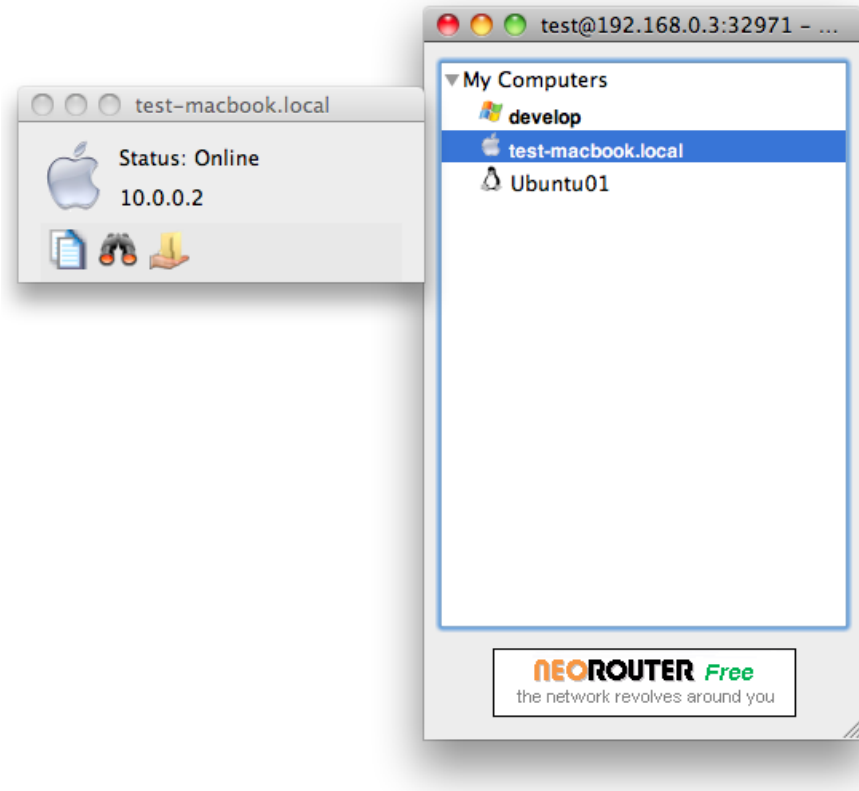 test-macbook.local
Status: Online
10.0.0.2
test@192.168.0.3:32971 – ...
My Computers
develop
test-macbook.local
Ubuntu01
NEOROUTER Free
the network revolves around you